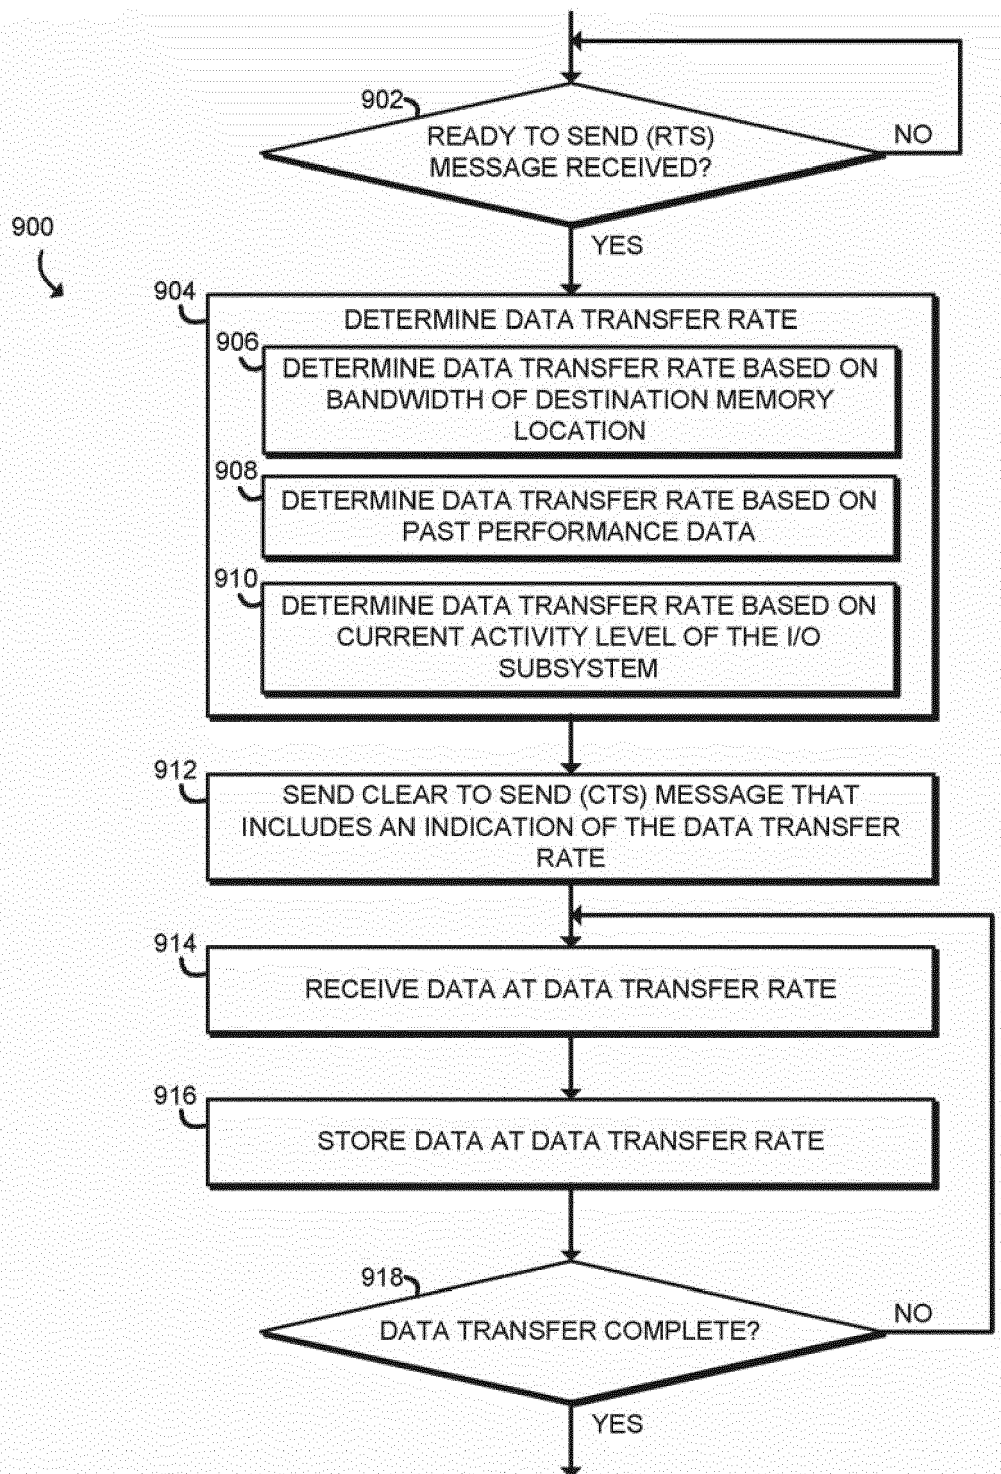 902
READY TO SEND (RTS)
MESSAGE RECEIVED?
NO
900
YES
904
DETERMINE DATA TRANSFER RATE
906
DETERMINE DATA TRANSFER RATE BASED ON
BANDWIDTH OF DESTINATION MEMORY
LOCATION
908
DETERMINE DATA TRANSFER RATE BASED ON
PAST PERFORMANCE DATA
910
DETERMINE DATA TRANSFER RATE BASED ON
CURRENT ACTIVITY LEVEL OF THE I/O
SUBSYSTEM
912
SEND CLEAR TO SEND (CTS) MESSAGE THAT
INCLUDES AN INDICATION OF THE DATA TRANSFER
RATE
914
RECEIVE DATA AT DATA TRANSFER RATE
916
STORE DATA AT DATA TRANSFER RATE
918
DATA TRANSFER COMPLETE?
NO
YES